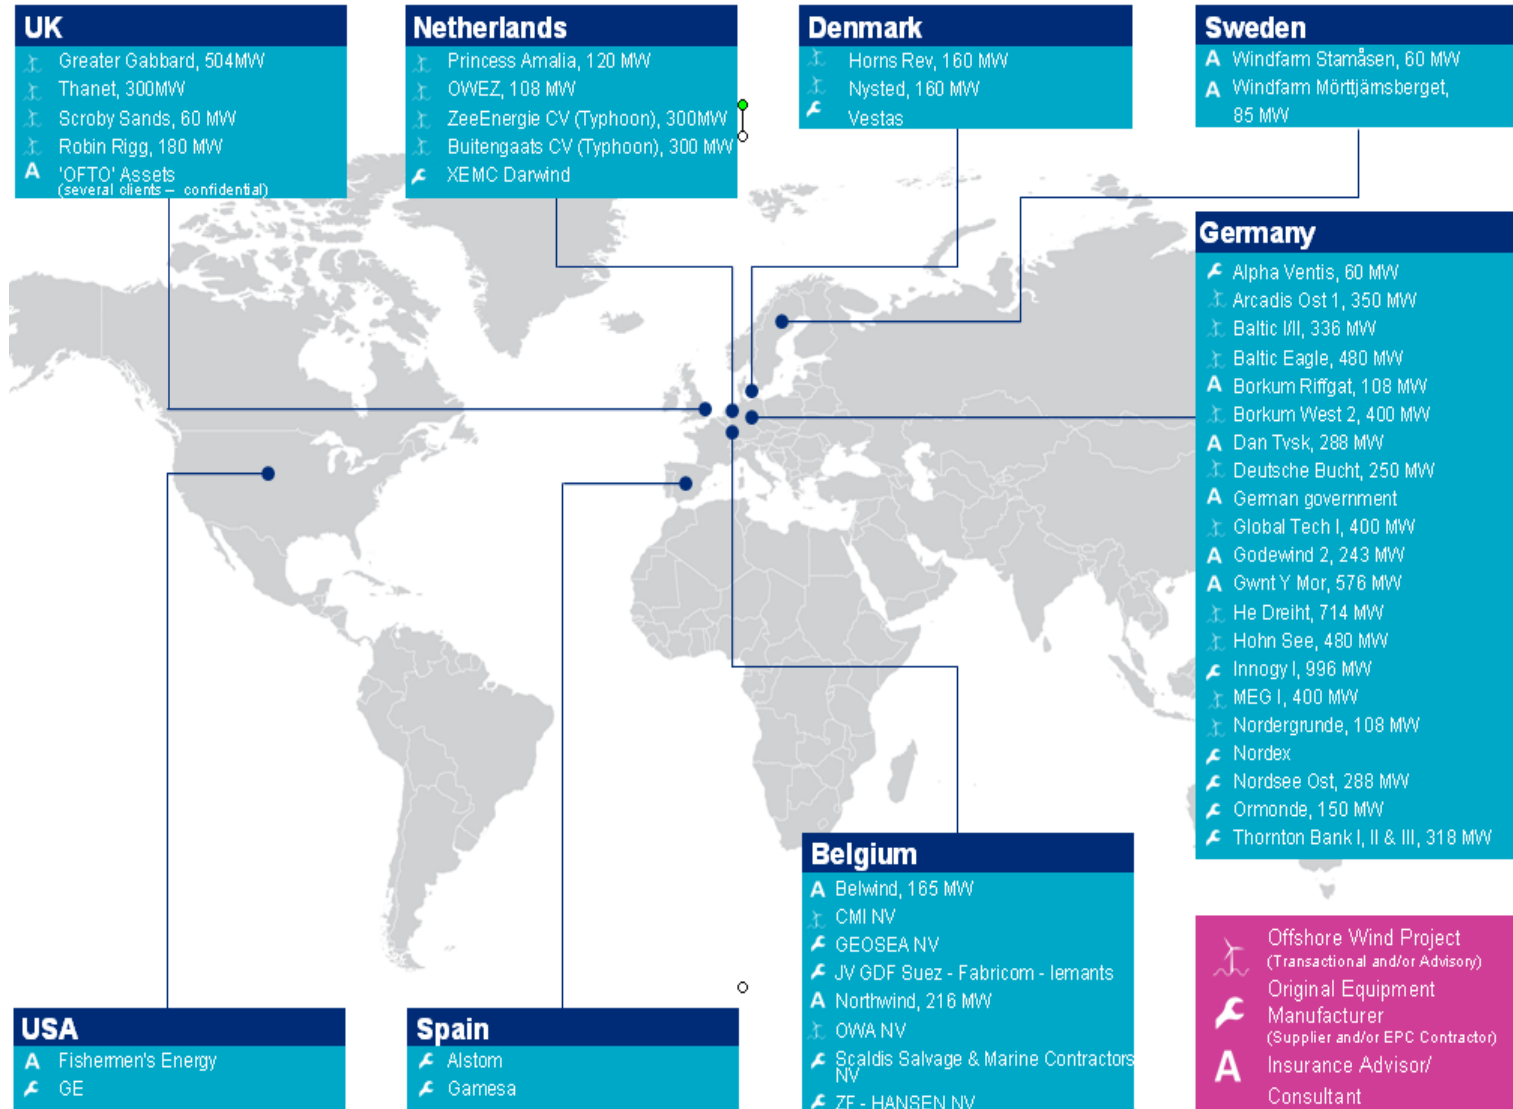 UK
Greater Gabbard, 504MW
Thanet, 300MW
Scroby Sands, 60 MW
Robin Rigg, 180 MW
A 'OFTO' Assets
(several clients – confidential)
Netherlands
Princess Amalia, 120 MW
OWEZ, 108 MW
ZeeEnergie CV (Typhoon), 300MW
Buitengaats CV (Typhoon), 300 MW
XEMC Darwind
Denmark
Horns Rev, 160 MW
Nysted, 160 MW
Vestas
Sweden
A Windfarm Stamåsen, 60 MW
A Windfarm Mörttjärnsberget,
85 MW
Germany
Alpha Ventis, 60 MW
Arcadis Ost 1, 350 MW
Baltic I/II, 336 MW
Baltic Eagle, 480 MW
A Borkum Riffgat, 108 MW
Borkum West 2, 400 MW
A Dan Tysk, 288 MW
Deutsche Bucht, 250 MW
A German government
Global Tech I, 400 MW
A Godewind 2, 243 MW
A Gwnt Y Mor, 576 MW
He Dreiht, 714 MW
Hohn See, 480 MW
Innogy I, 996 MW
MEG I, 400 MW
Nordergrunde, 108 MW
Nordex
Nordsee Ost, 288 MW
Ormonde, 150 MW
Thornton Bank I, II & III, 318 MW
Belgium
A Belwind, 165 MW
CMI NV
GEOSEA NV
JV GDF Suez - Fabricom - Iemants
A Northwind, 216 MW
OWA NV
Scaldis Salvage & Marine Contractors
NV
ZF - HANSEN NV
USA
A Fishermen's Energy
GE
Spain
Alstom
Gamesa
Offshore Wind Project
(Transactional and/or Advisory)
Original Equipment
Manufacturer
(Supplier and/or EPC Contractor)
A Insurance Advisor/
Consultant